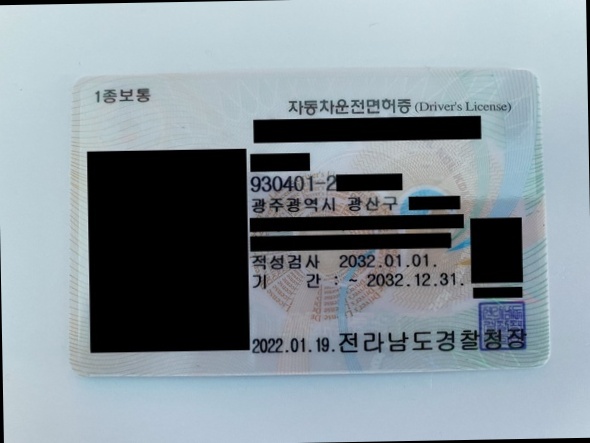 1종보통
자동차운전면허증 (Driver's License)
930401-2
광주광역시 광산구
적성검사 2032.01.01.
기 간 : ~ 2032.12.31.
2022.01.19. 전라남도경찰청장